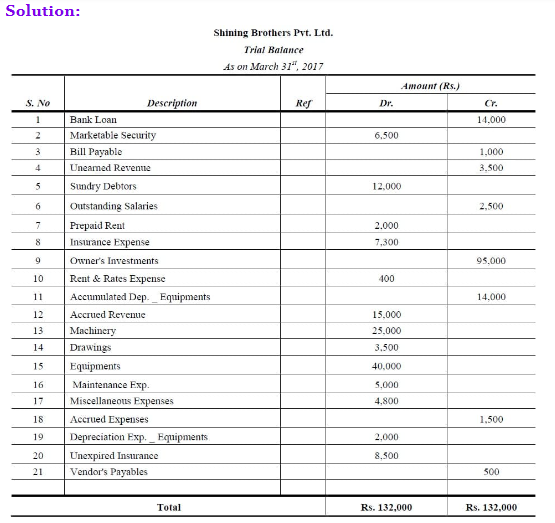 Solution:
Shining Brothers Pvt. Ltd.
Trial Balance
As on March 31st, 2017
Amount (Rs.)
S. No Description Ref Dr. Cr.
1 Bank Loan 14,000
2 Marketable Security 6,500
3 Bill Payable 1,000
4 Unearned Revenue 3,500
5 Sundry Debtors 12,000
6 Outstanding Salaries 2,500
7 Prepaid Rent 2,000
8 Insurance Expense 7,300
9 Owner's Investments 95,000
10 Rent & Rates Expense 400
11 Accumulated Dep. _ Equipments 14,000
12 Accrued Revenue 15,000
13 Machinery 25,000
14 Drawings 3,500
15 Equipments 40,000
16 Maintenance Exp. 5,000
17 Miscellaneous Expenses 4,800
18 Accrued Expenses 1,500
19 Depreciation Exp. _ Equipments 2,000
20 Unexpired Insurance 8,500
21 Vendor's Payables 500
Total Rs. 132,000 Rs. 132,000